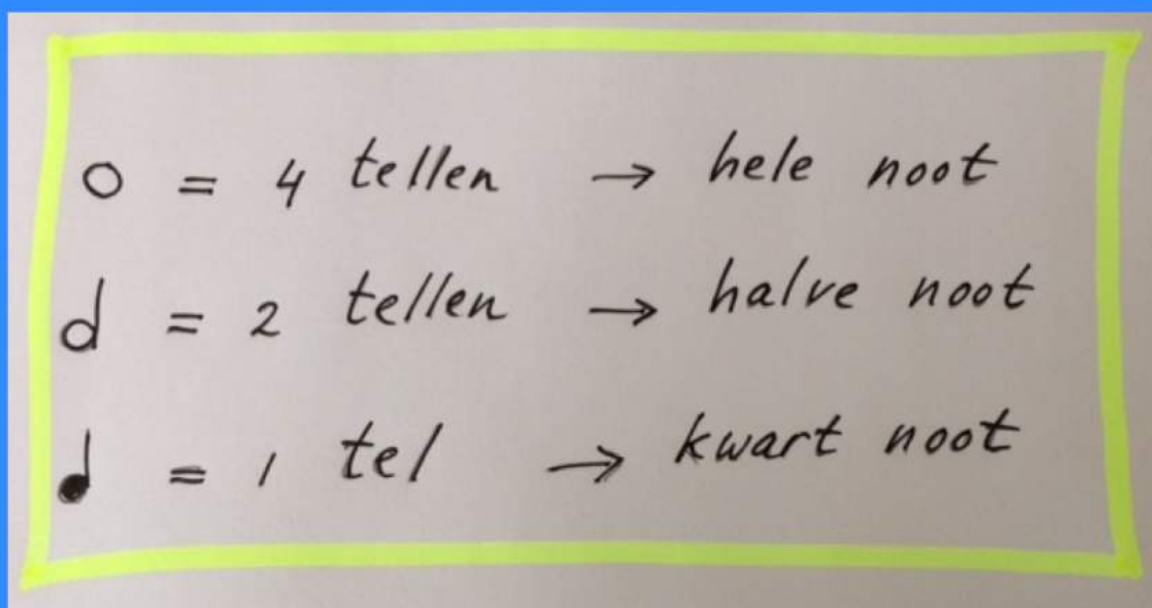 𝅝 = 4 tellen → hele noot
𝅗𝅥 = 2 tellen → halve noot
𝅘𝅥 = 1 tel → kwart noot